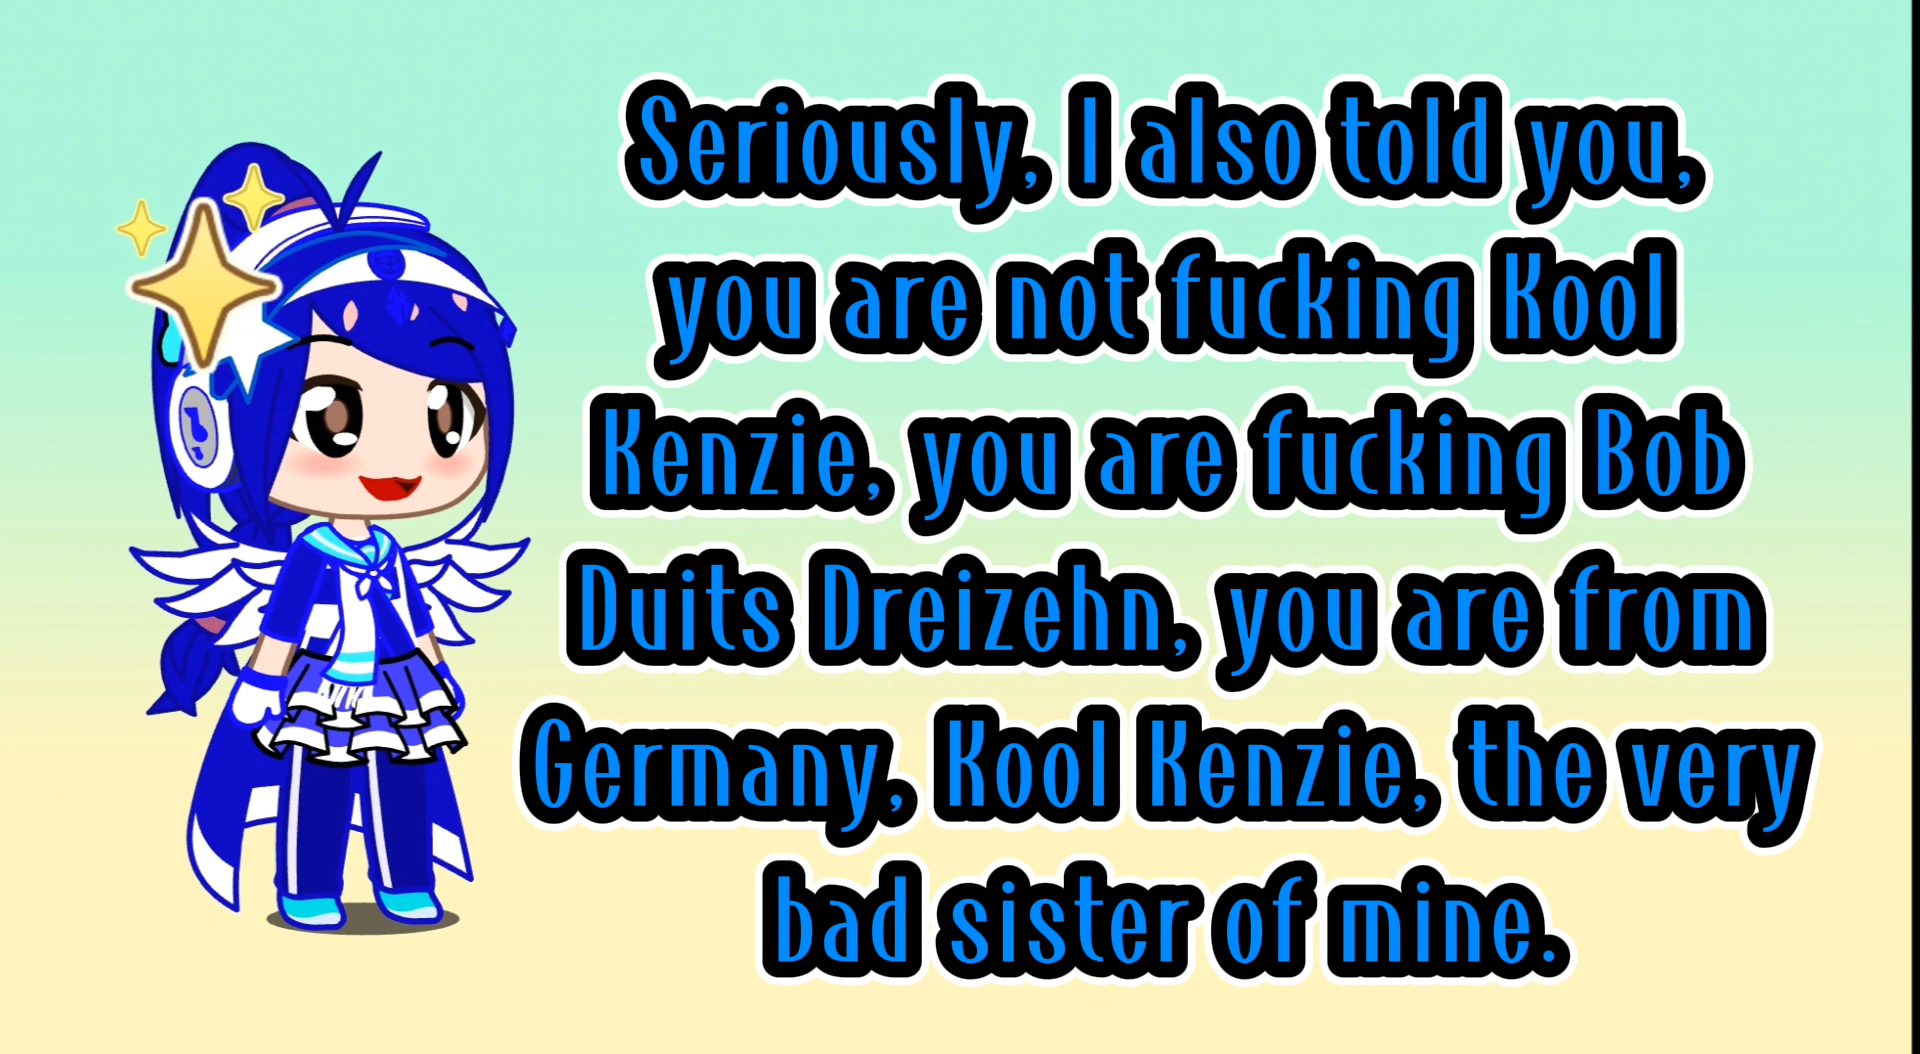 Seriously, I also told you,
you are not fucking Kool
Kenzie, you are fucking Bob
Duits Dreizehn, you are from
Germany, Kool Kenzie, the very
bad sister of mine.